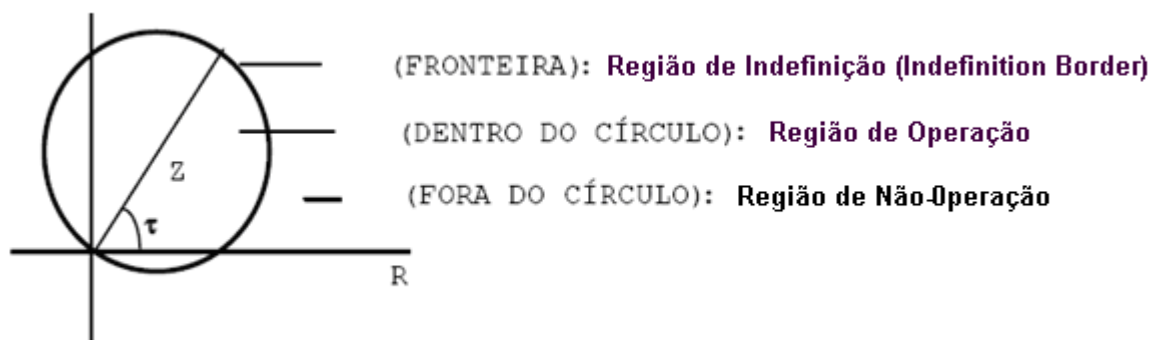 (FRONTEIRA): Região de Indefinição (Indefinition Border)
(DENTRO DO CÍRCULO): Região de Operação
Z
(FORA DO CÍRCULO): Região de Não-Operação
τ
R